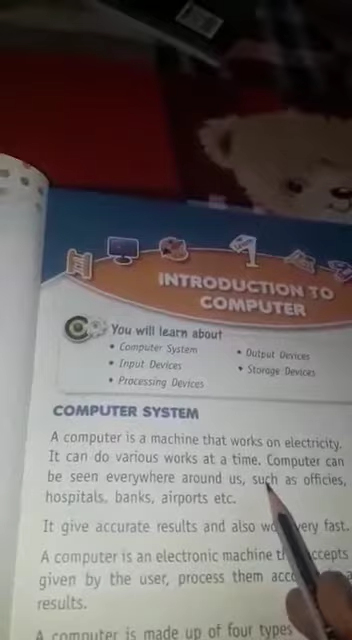 1
INTRODUCTION TO
COMPUTER
You will learn about
• Computer System
• Output Devices
• Input Devices
• Storage Devices
• Processing Devices
COMPUTER SYSTEM
A computer is a machine that works on electricity.
It can do various works at a time. Computer can
be seen everywhere around us, such as officies,
hospitals, banks, airports etc.
It give accurate results and also very fast.
A computer is an electronic machine
given by the user, process them
results.
A computer is made up of four types